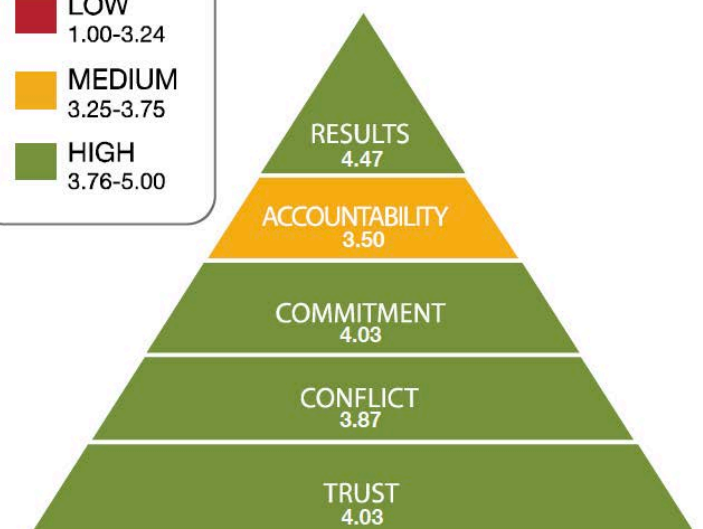 LOW
1.00-3.24
MEDIUM
3.25-3.75
HIGH
3.76-5.00
RESULTS
4.47
ACCOUNTABILITY
3.50
COMMITMENT
4.03
CONFLICT
3.87
TRUST
4.03